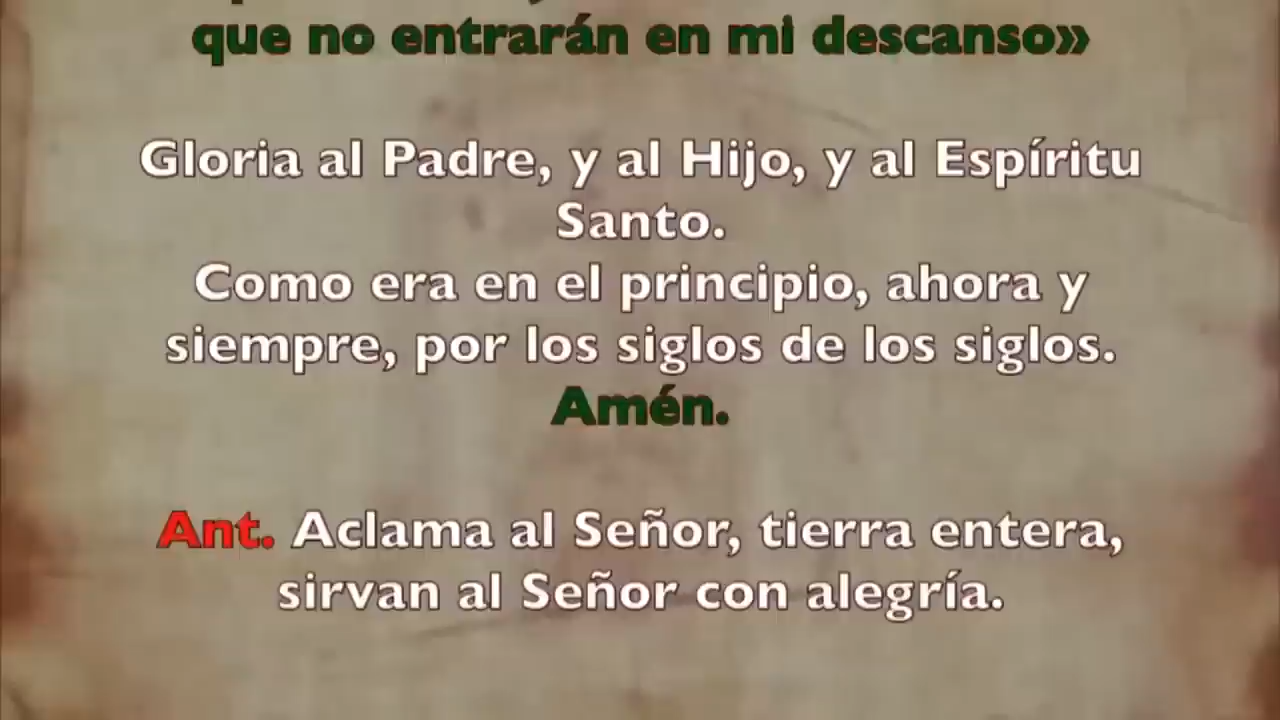 que no entrarán en mi descanso»
Gloria al Padre, y al Hijo, y al Espíritu
Santo.
Como era en el principio, ahora y
siempre, por los siglos de los siglos.
Amén.
Ant. Aclama al Señor, tierra entera,
sirvan al Señor con alegría.